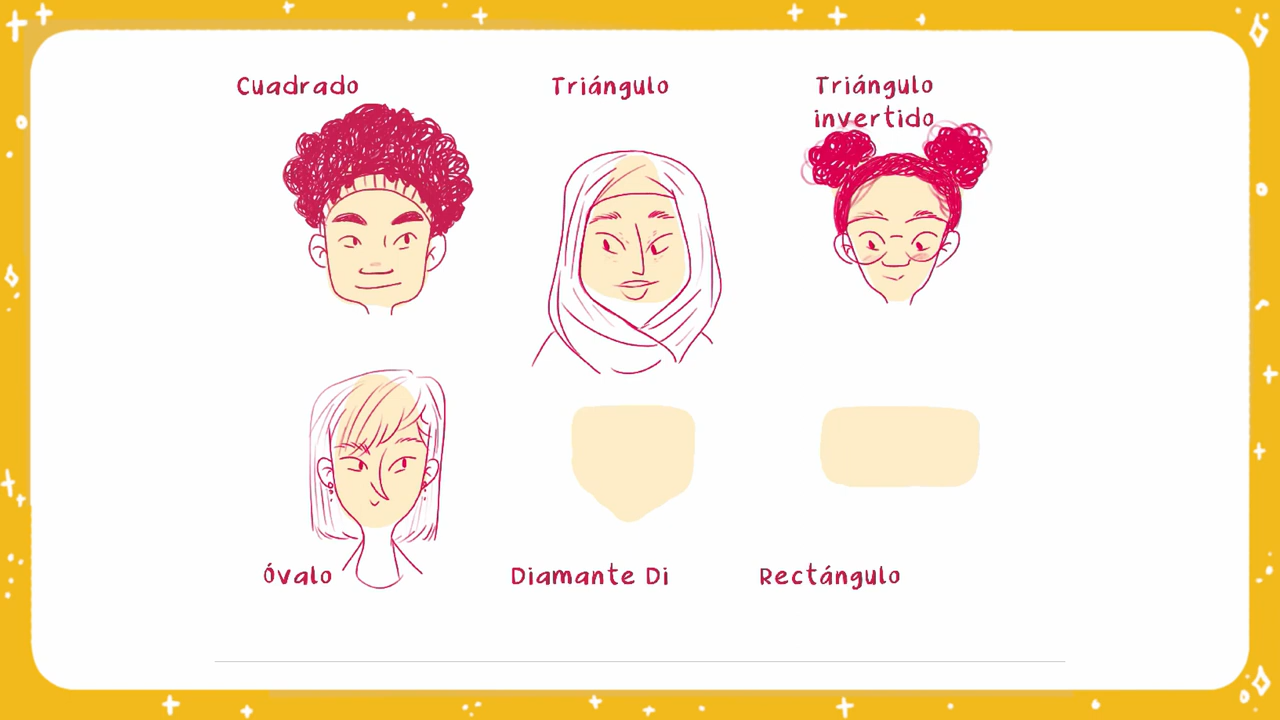 Cuadrado
Triángulo
Triángulo
invertido
Óvalo
Diamante Di
Rectángulo